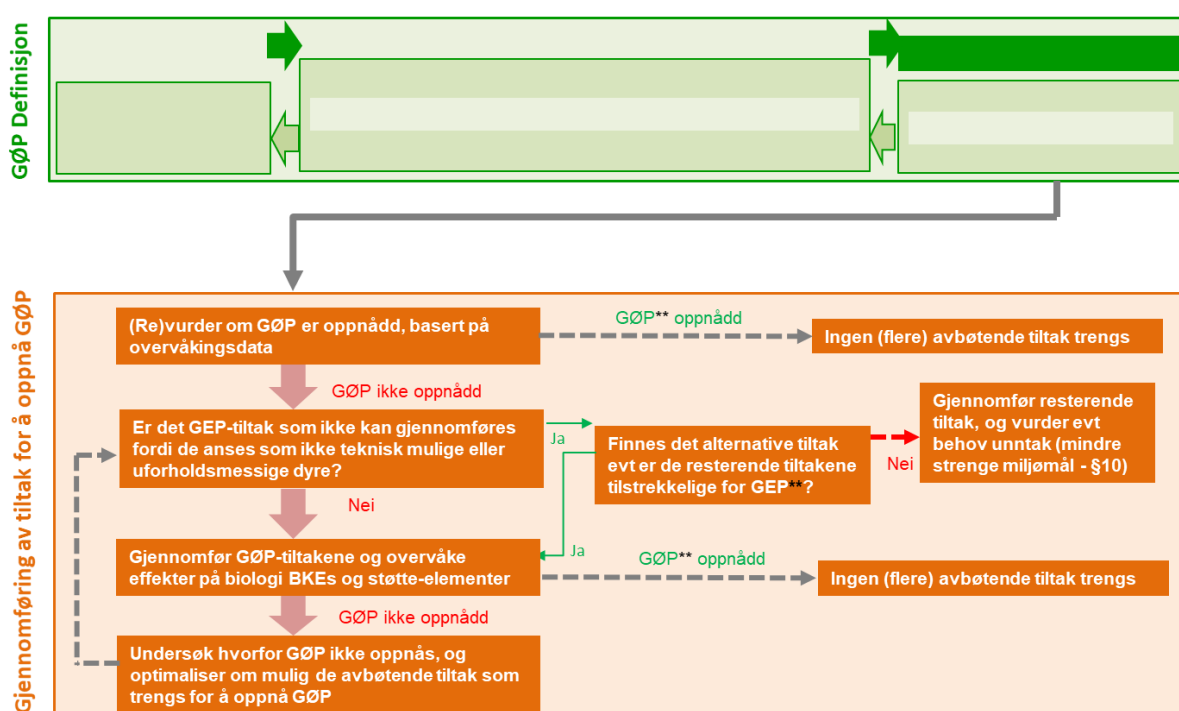 GØP Definisjon
Gjennomføring av tiltak for å oppnå GØP
(Re)vurder om GØP er oppnådd, basert på
overvåkingsdata
GØP** oppnådd
Ingen (flere) avbøtende tiltak trengs
GØP ikke oppnådd
Er det GEP-tiltak som ikke kan gjennomføres
fordi de anses som ikke teknisk mulige eller
uforholdsmessige dyre?
Ja
Finnes det alternative tiltak
evt er de resterende tiltakene
tilstrekkelige for GEP**?
Nei
Gjennomfør resterende
tiltak, og vurder evt
behov unntak (mindre
strenge miljømål - §10)
Nei
Ja
Gjennomfør GØP-tiltakene og overvåke
effekter på biologi BKEs og støtte-elementer
GØP** oppnådd
Ingen (flere) avbøtende tiltak trengs
GØP ikke oppnådd
Undersøk hvorfor GØP ikke oppnås, og
optimaliser om mulig de avbøtende tiltak som
trengs for å oppnå GØP